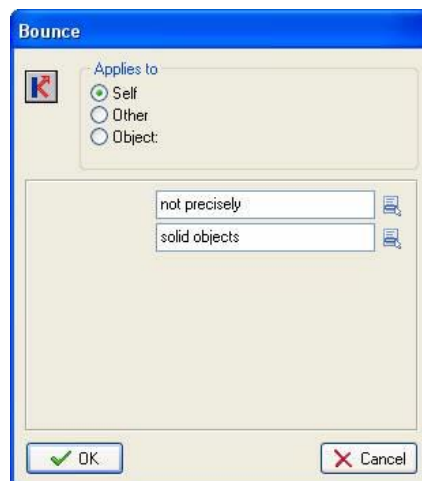 Bounce
Applies to
Self
Other
Object:
not precisely
solid objects
OK
Cancel